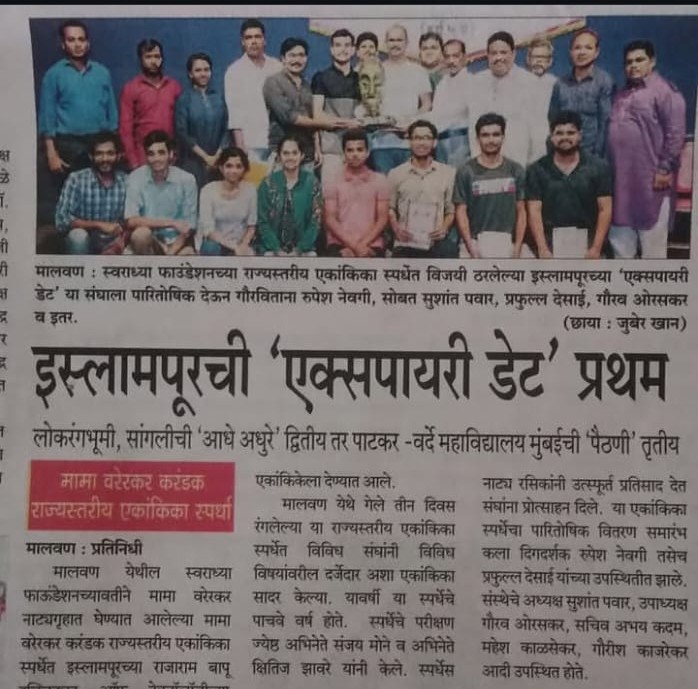 मालवण : स्वराध्या फाउंडेशनच्या राज्यस्तरीय एकांकिका स्पर्धेत विजयी ठरलेल्या इस्लामपूरच्या 'एक्सपायरी
डेट' या संघाला पारितोषिक देऊन गौरविताना रुपेश नेवगी, सोबत सुशांत पवार, प्रफुल्ल देसाई, गौरव ओरसकर
व इतर.
(छाया : जुबेर खान)
इस्लामपूरची 'एक्सपायरी डेट' प्रथम
लोकरंगभूमी, सांगलीची 'आधे अधुरे' द्वितीय तर पाटकर -वर्दे महाविद्यालय मुंबईची 'पैठणी' तृतीय
मामा वरेरकर करंडक
राज्यस्तरीय एकांकिका स्पर्धा
मालवण : प्रतिनिधी
मालवण येथील स्वराध्या
फाऊंडेशनच्यावतीने मामा वरेरकर
नाट्यगृहात घेण्यात आलेल्या मामा
वरेरकर करंडक राज्यस्तरीय एकांकिका
स्पर्धेत इस्लामपूरच्या राजाराम बापू
एकांकिकेला देण्यात आले.
मालवण येथे गेले तीन दिवस
रंगलेल्या या राज्यस्तरीय एकांकिका
स्पर्धेत विविध संघांनी विविध
विषयांवरील दर्जेदार अशा एकांकिका
सादर केल्या. यावर्षी या स्पर्धेचे
पाचवे वर्ष होते. स्पर्धेचे परीक्षण
ज्येष्ठ अभिनेते संजय मोने व अभिनेते
क्षितिज झावरे यांनी केले. स्पर्धेस
नाट्य रसिकांनी उत्स्फूर्त प्रतिसाद देत
संघांना प्रोत्साहन दिले. या एकांकिका
स्पर्धेचा पारितोषिक वितरण समारंभ
कला दिगदर्शक रुपेश नेवगी तसेच
प्रफुल्ल देसाई यांच्या उपस्थितीत झाले.
संस्थेचे अध्यक्ष सुशांत पवार, उपाध्यक्ष
गौरव ओरसकर, सचिव अभय कदम,
महेश काळसेकर, गौरीश काजरेकर
आदी उपस्थित होते.